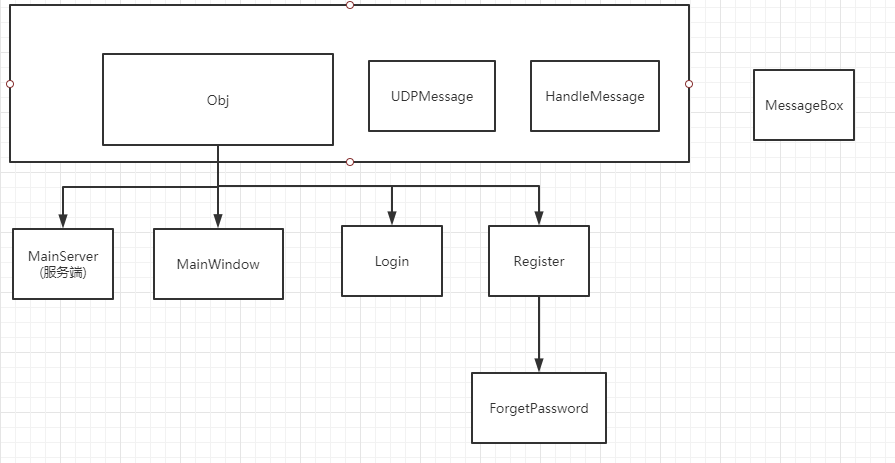 Obj
UDPMessage
HandleMessage
MessageBox
MainServer
(服务端)
MainWindow
Login
Register
ForgetPassword